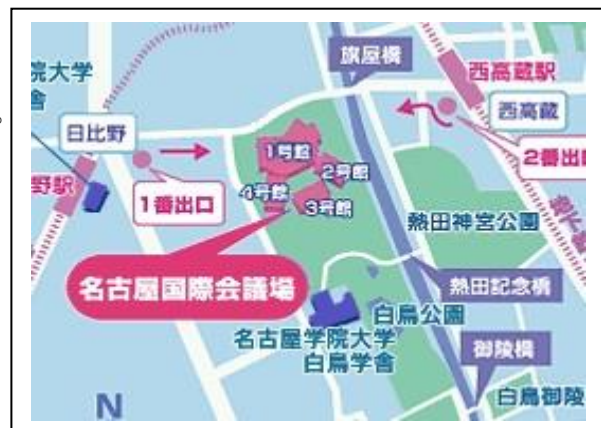 旗屋橋
西高蔵駅
院大学
舎
西高蔵
日比野
1号館
2号館
2番出口
野駅
1番出口
4号館
3号館
熱田神宮公園
名古屋国際会議場
熱田記念橋
白鳥公園
名古屋学院大学
白鳥学舎
御陵橋
白鳥御陵
N